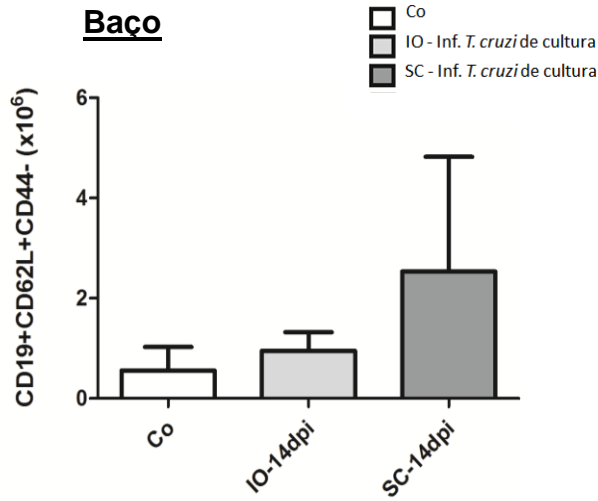 Baço
Co
IO - Inf. T. cruzi de cultura
SC - Inf. T. cruzi de cultura
CD19+CD62L+CD44- (x10⁶)
6
4
2
0
Co
IO-14dpi
SC-14dpi